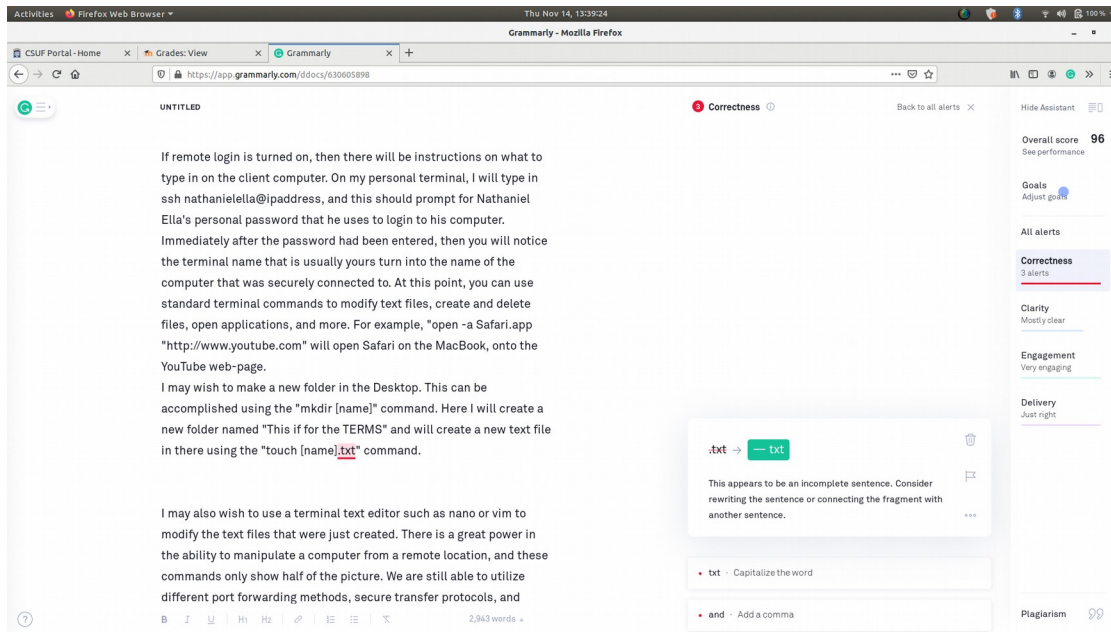 Activities Firefox Web Browser Thu Nov 14, 13:39:24 100%
Grammarly - Mozilla Firefox
CSUF Portal - Home × Grades: View × Grammarly × +
https://app.grammarly.com/ddocs/630605898
UNTITLED
If remote login is turned on, then there will be instructions on what to
type in on the client computer. On my personal terminal, I will type in
ssh nathanielella@ipaddress, and this should prompt for Nathaniel
Ella's personal password that he uses to login to his computer.
Immediately after the password had been entered, then you will notice
the terminal name that is usually yours turn into the name of the
computer that was securely connected to. At this point, you can use
standard terminal commands to modify text files, create and delete
files, open applications, and more. For example, "open -a Safari.app
"http://www.youtube.com" will open Safari on the MacBook, onto the
YouTube web-page.
I may wish to make a new folder in the Desktop. This can be
accomplished using the "mkdir [name]" command. Here I will create a
new folder named "This if for the TERMS" and will create a new text file
in there using the "touch [name].txt" command.
I may also wish to use a terminal text editor such as nano or vim to
modify the text files that were just created. There is a great power in
the ability to manipulate a computer from a remote location, and these
commands only show half of the picture. We are still able to utilize
different port forwarding methods, secure transfer protocols, and
B I U H1 H2 2,943 words
3 Correctness Back to all alerts ×
.txt → — txt
This appears to be an incomplete sentence. Consider
rewriting the sentence or connecting the fragment with
another sentence.
• txt · Capitalize the word
• and · Add a comma
Hide Assistant
Overall score 96
See performance
Goals
Adjust goals
All alerts
Correctness
3 alerts
Clarity
Mostly clear
Engagement
Very engaging
Delivery
Just right
Plagiarism